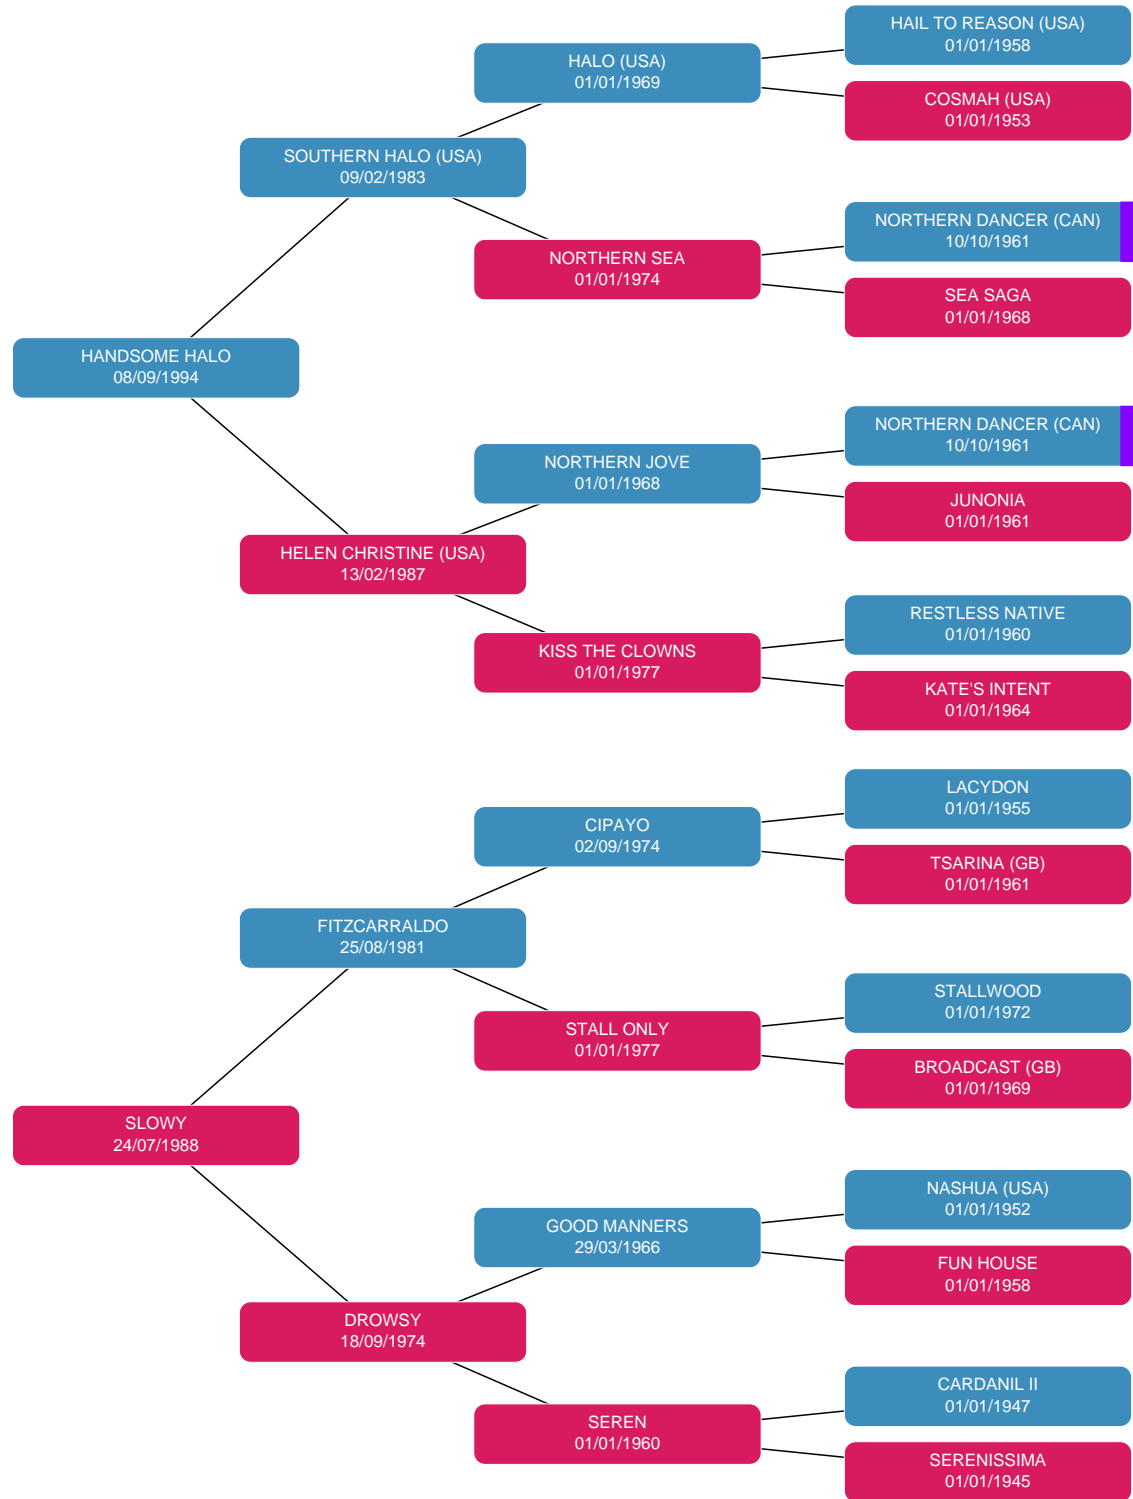 HAIL TO REASON (USA)
01/01/1958
HALO (USA)
01/01/1969
COSMAH (USA)
01/01/1953
SOUTHERN HALO (USA)
09/02/1983
NORTHERN DANCER (CAN)
10/10/1961
NORTHERN SEA
01/01/1974
SEA SAGA
01/01/1968
HANDSOME HALO
08/09/1994
NORTHERN DANCER (CAN)
10/10/1961
NORTHERN JOVE
01/01/1968
JUNONIA
01/01/1961
HELEN CHRISTINE (USA)
13/02/1987
RESTLESS NATIVE
01/01/1960
KISS THE CLOWNS
01/01/1977
KATE'S INTENT
01/01/1964
LACYDON
01/01/1955
CIPAYO
02/09/1974
TSARINA (GB)
01/01/1961
FITZCARRALDO
25/08/1981
STALLWOOD
01/01/1972
STALL ONLY
01/01/1977
BROADCAST (GB)
01/01/1969
SLOWY
24/07/1988
NASHUA (USA)
01/01/1952
GOOD MANNERS
29/03/1966
FUN HOUSE
01/01/1958
DROWSY
18/09/1974
CARDANIL II
01/01/1947
SEREN
01/01/1960
SERENISSIMA
01/01/1945